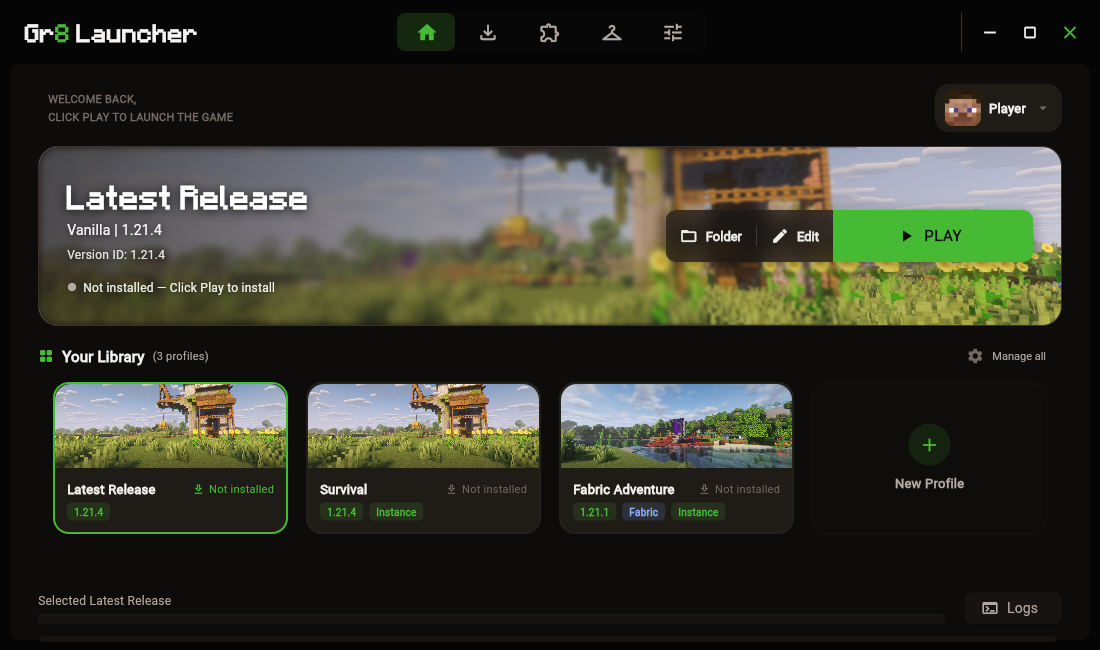 Gr8 Launcher
WELCOME BACK,
CLICK PLAY TO LAUNCH THE GAME
Player
Latest Release
Vanilla | 1.21.4
Version ID: 1.21.4
Not installed — Click Play to install
Folder
Edit
PLAY
Your Library (3 profiles)
Manage all
Latest Release
Not installed
1.21.4
Survival
Not installed
1.21.4 Instance
Fabric Adventure
Not installed
1.21.1 Fabric Instance
New Profile
Selected Latest Release
Logs